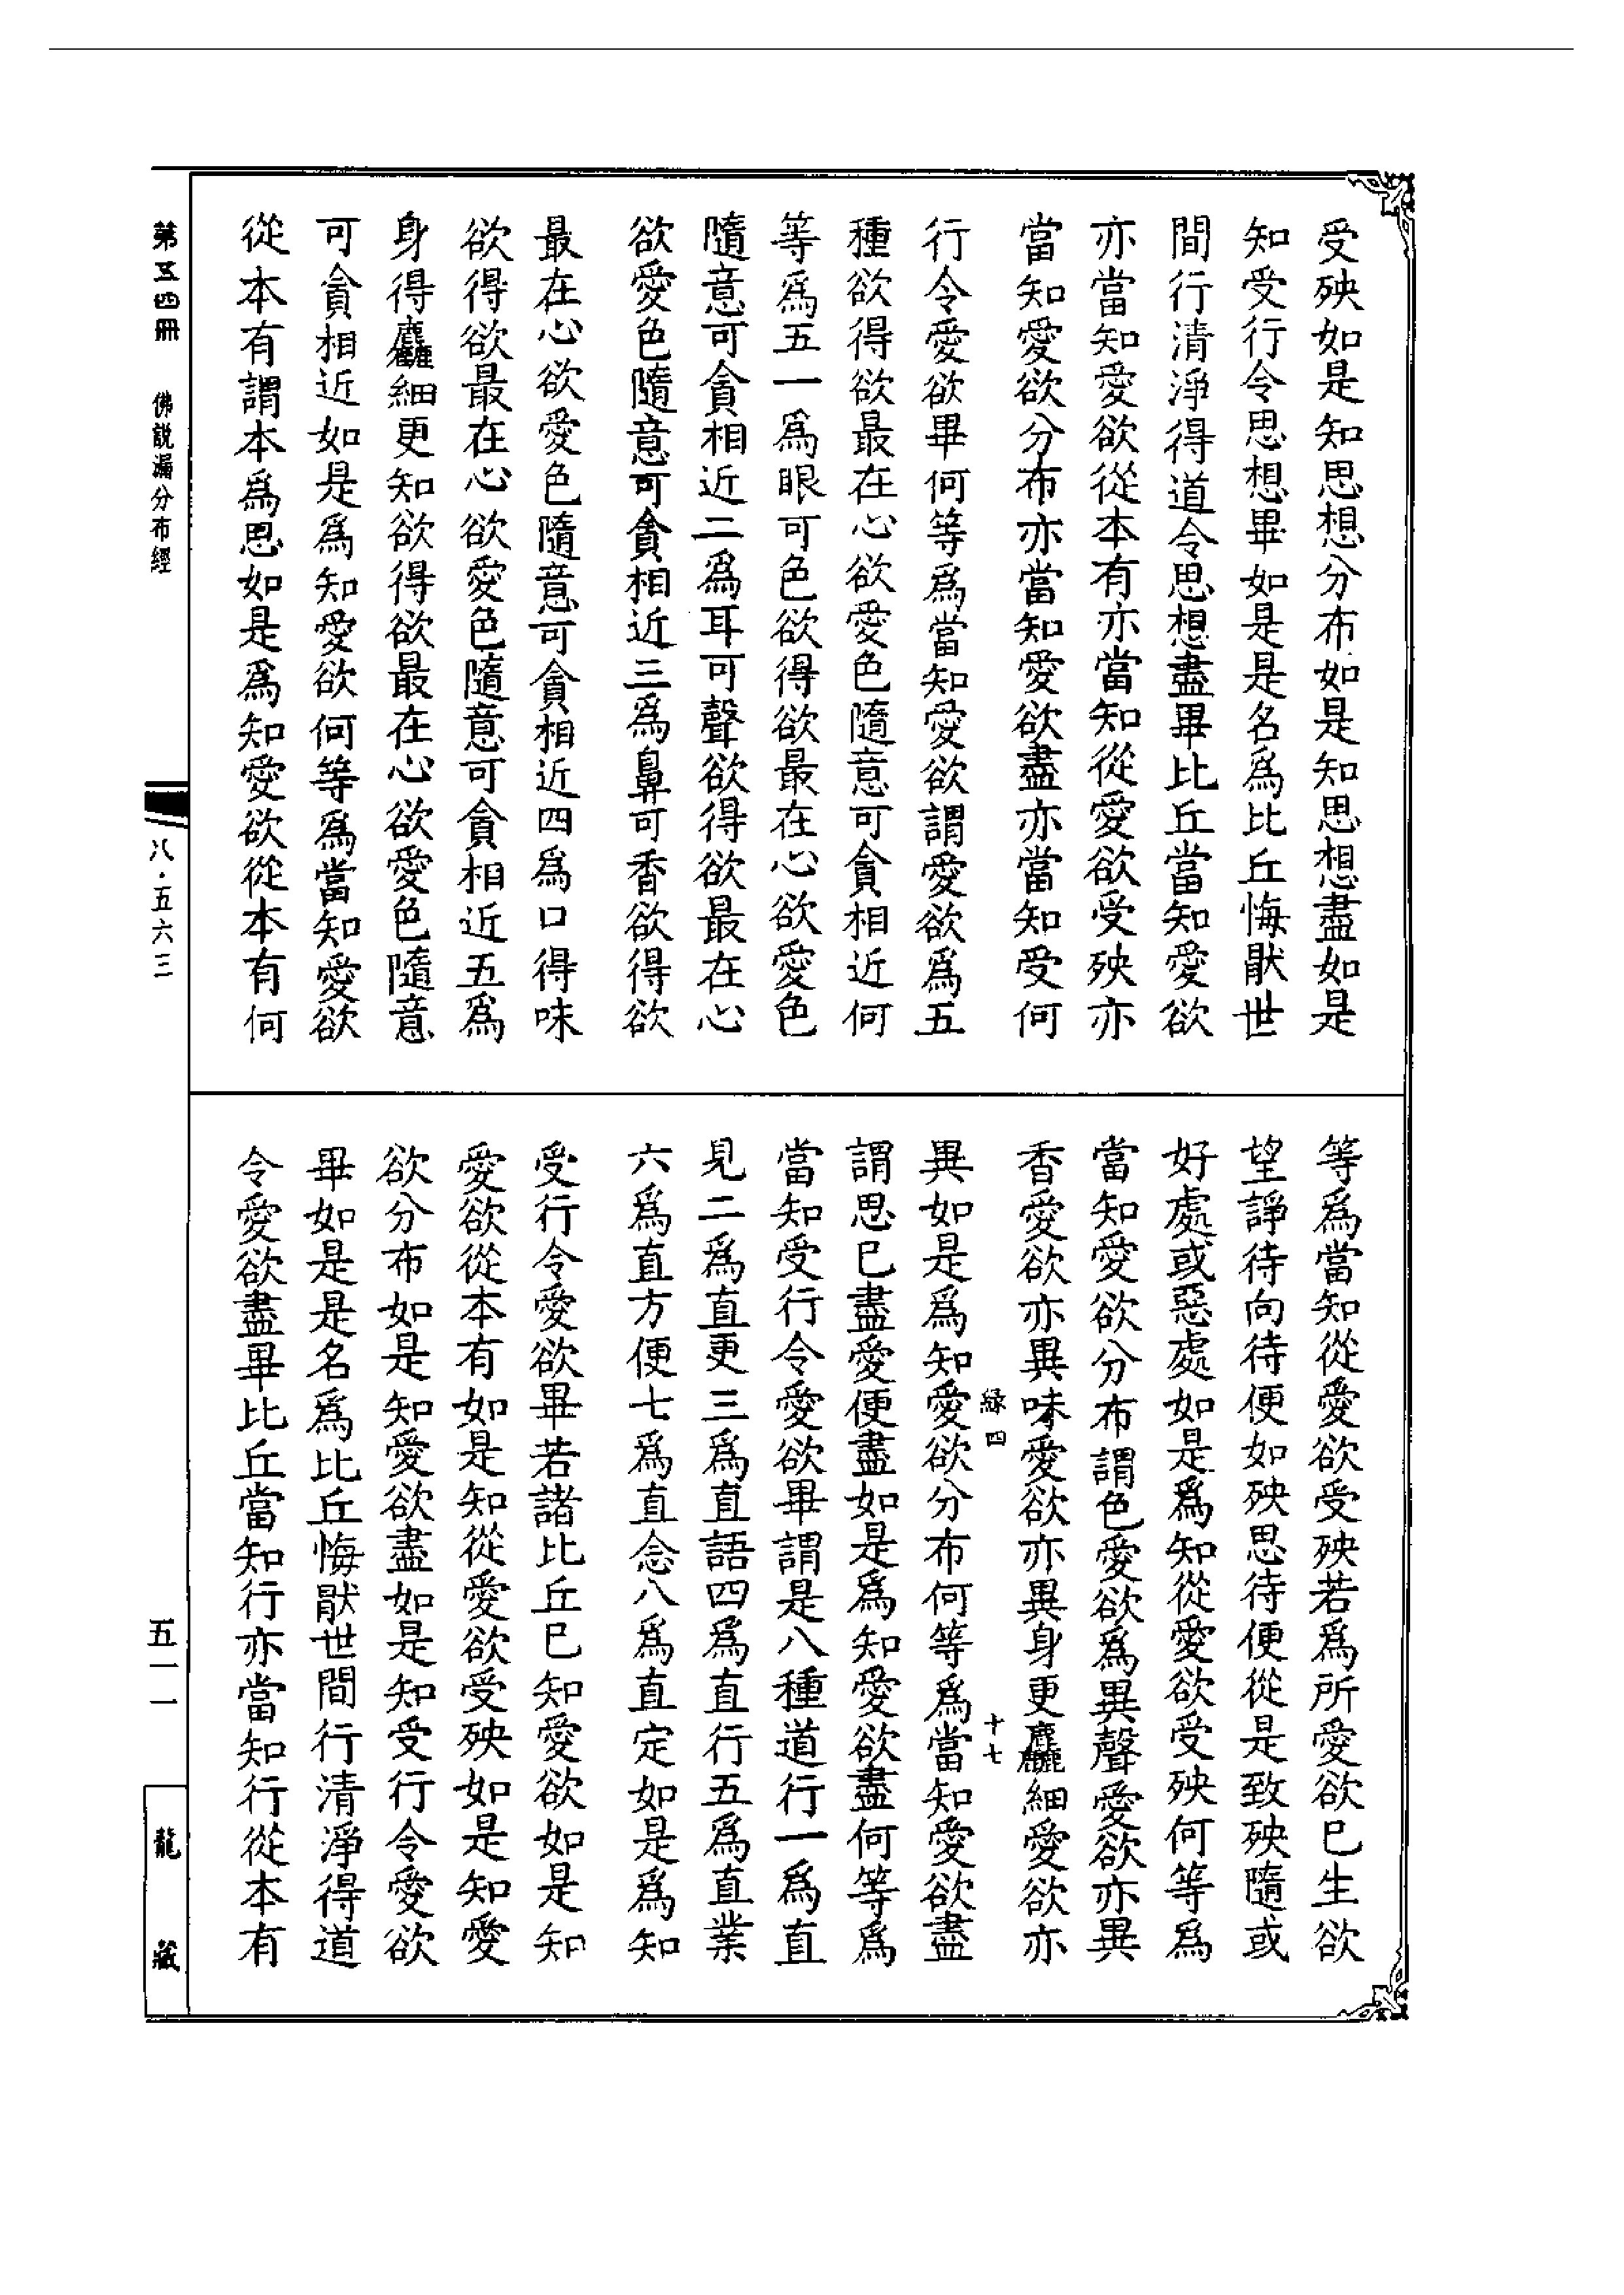 受殃如是知思想分布如是知思想盡如是
知受行令思想畢如是是名爲比丘悔猒世
間行清淨得道令思想盡畢比丘當知愛欲
亦當知愛欲從本有亦當知從愛欲受殃亦
當知愛欲分布亦當知愛欲盡亦當知受何
行令愛欲畢何等爲當知愛欲謂愛欲爲五
種欲得欲最在心欲愛色隨意可貪相近何
等爲五一爲眼可色欲得欲最在心欲愛色
隨意可貪相近二爲耳可聲欲得欲最在心
欲愛色隨意可貪相近三爲鼻可香欲得欲
最在心欲愛色隨意可貪相近四爲口得味
欲得欲最在心欲愛色隨意可貪相近五爲
身得麤細更知欲得欲最在心欲愛色隨意
可貪相近如是爲知愛欲何等爲當知愛欲
從本有謂本爲思如是爲知愛欲從本有何
等爲當知從愛欲受殃若爲所愛欲巳生欲
望諍待向待便如殃思待便從是致殃隨或
好處或惡處如是爲知從愛欲受殃何等爲
當知愛欲分布謂色愛欲爲異聲愛欲亦異
香愛欲亦異味愛欲亦異身更麤細愛欲亦
緣四 十七
異如是爲知愛欲分布何等爲當知愛欲盡
謂思巳盡愛便盡如是爲知愛欲盡何等爲
當知受行令愛欲畢謂是八種道行一爲直
見二爲直更三爲直語四爲直行五爲直業
六爲直方便七爲直念八爲直定如是爲知
受行令愛欲畢若諸比丘巳知愛欲如是知
愛欲從本有如是知從愛欲受殃如是知愛
欲分布如是知愛欲盡如是知受行令愛欲
畢如是是名爲比丘悔猒世間行清淨得道
令愛欲盡畢比丘當知行亦當知行從本有
第五四冊 佛説漏分布經
八·五六三
五一一
龍藏